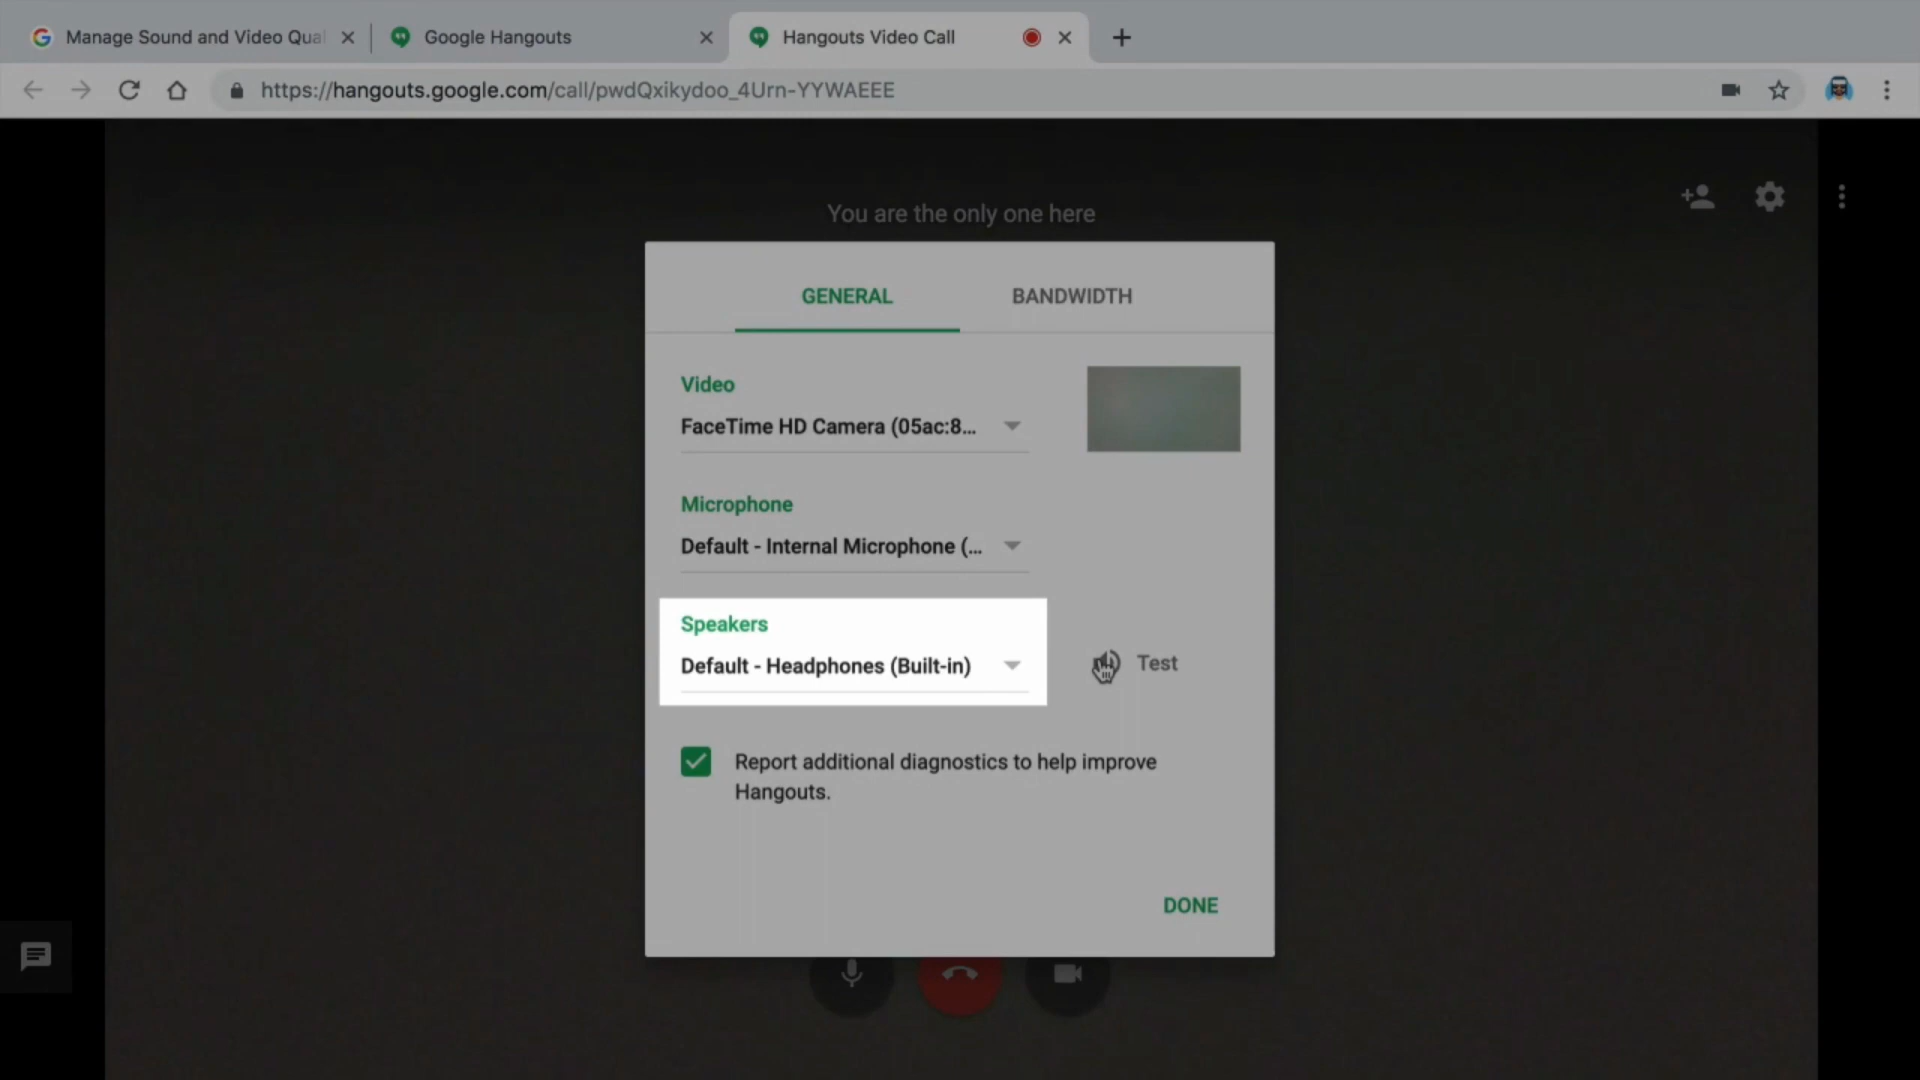 Manage Sound and Video Qual
Google Hangouts
Hangouts Video Call
https://hangouts.google.com/call/pwdQxikydoo_4Urn-YYWAEEE
You are the only one here
GENERAL
BANDWIDTH
Video
FaceTime HD Camera (05ac:8...
Microphone
Default - Internal Microphone (...
Speakers
Default - Headphones (Built-in)
Test
Report additional diagnostics to help improve
Hangouts.
DONE